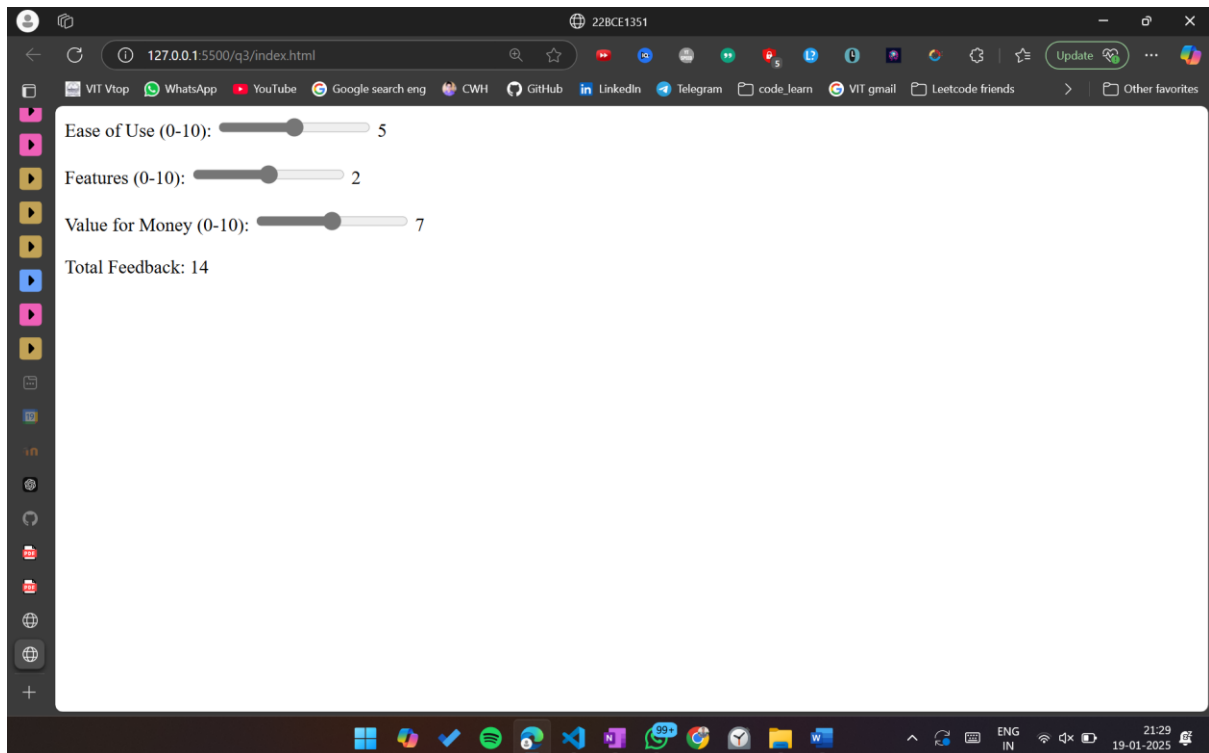 22BCE1351
127.0.0.1:5500/q3/index.html
Update
VIT Vtop WhatsApp YouTube Google search eng CWH GitHub LinkedIn Telegram code_learn VIT gmail Leetcode friends Other favorites
Ease of Use (0-10): 5
Features (0-10): 2
Value for Money (0-10): 7
Total Feedback: 14
99+
ENG
IN
21:29
19-01-2025